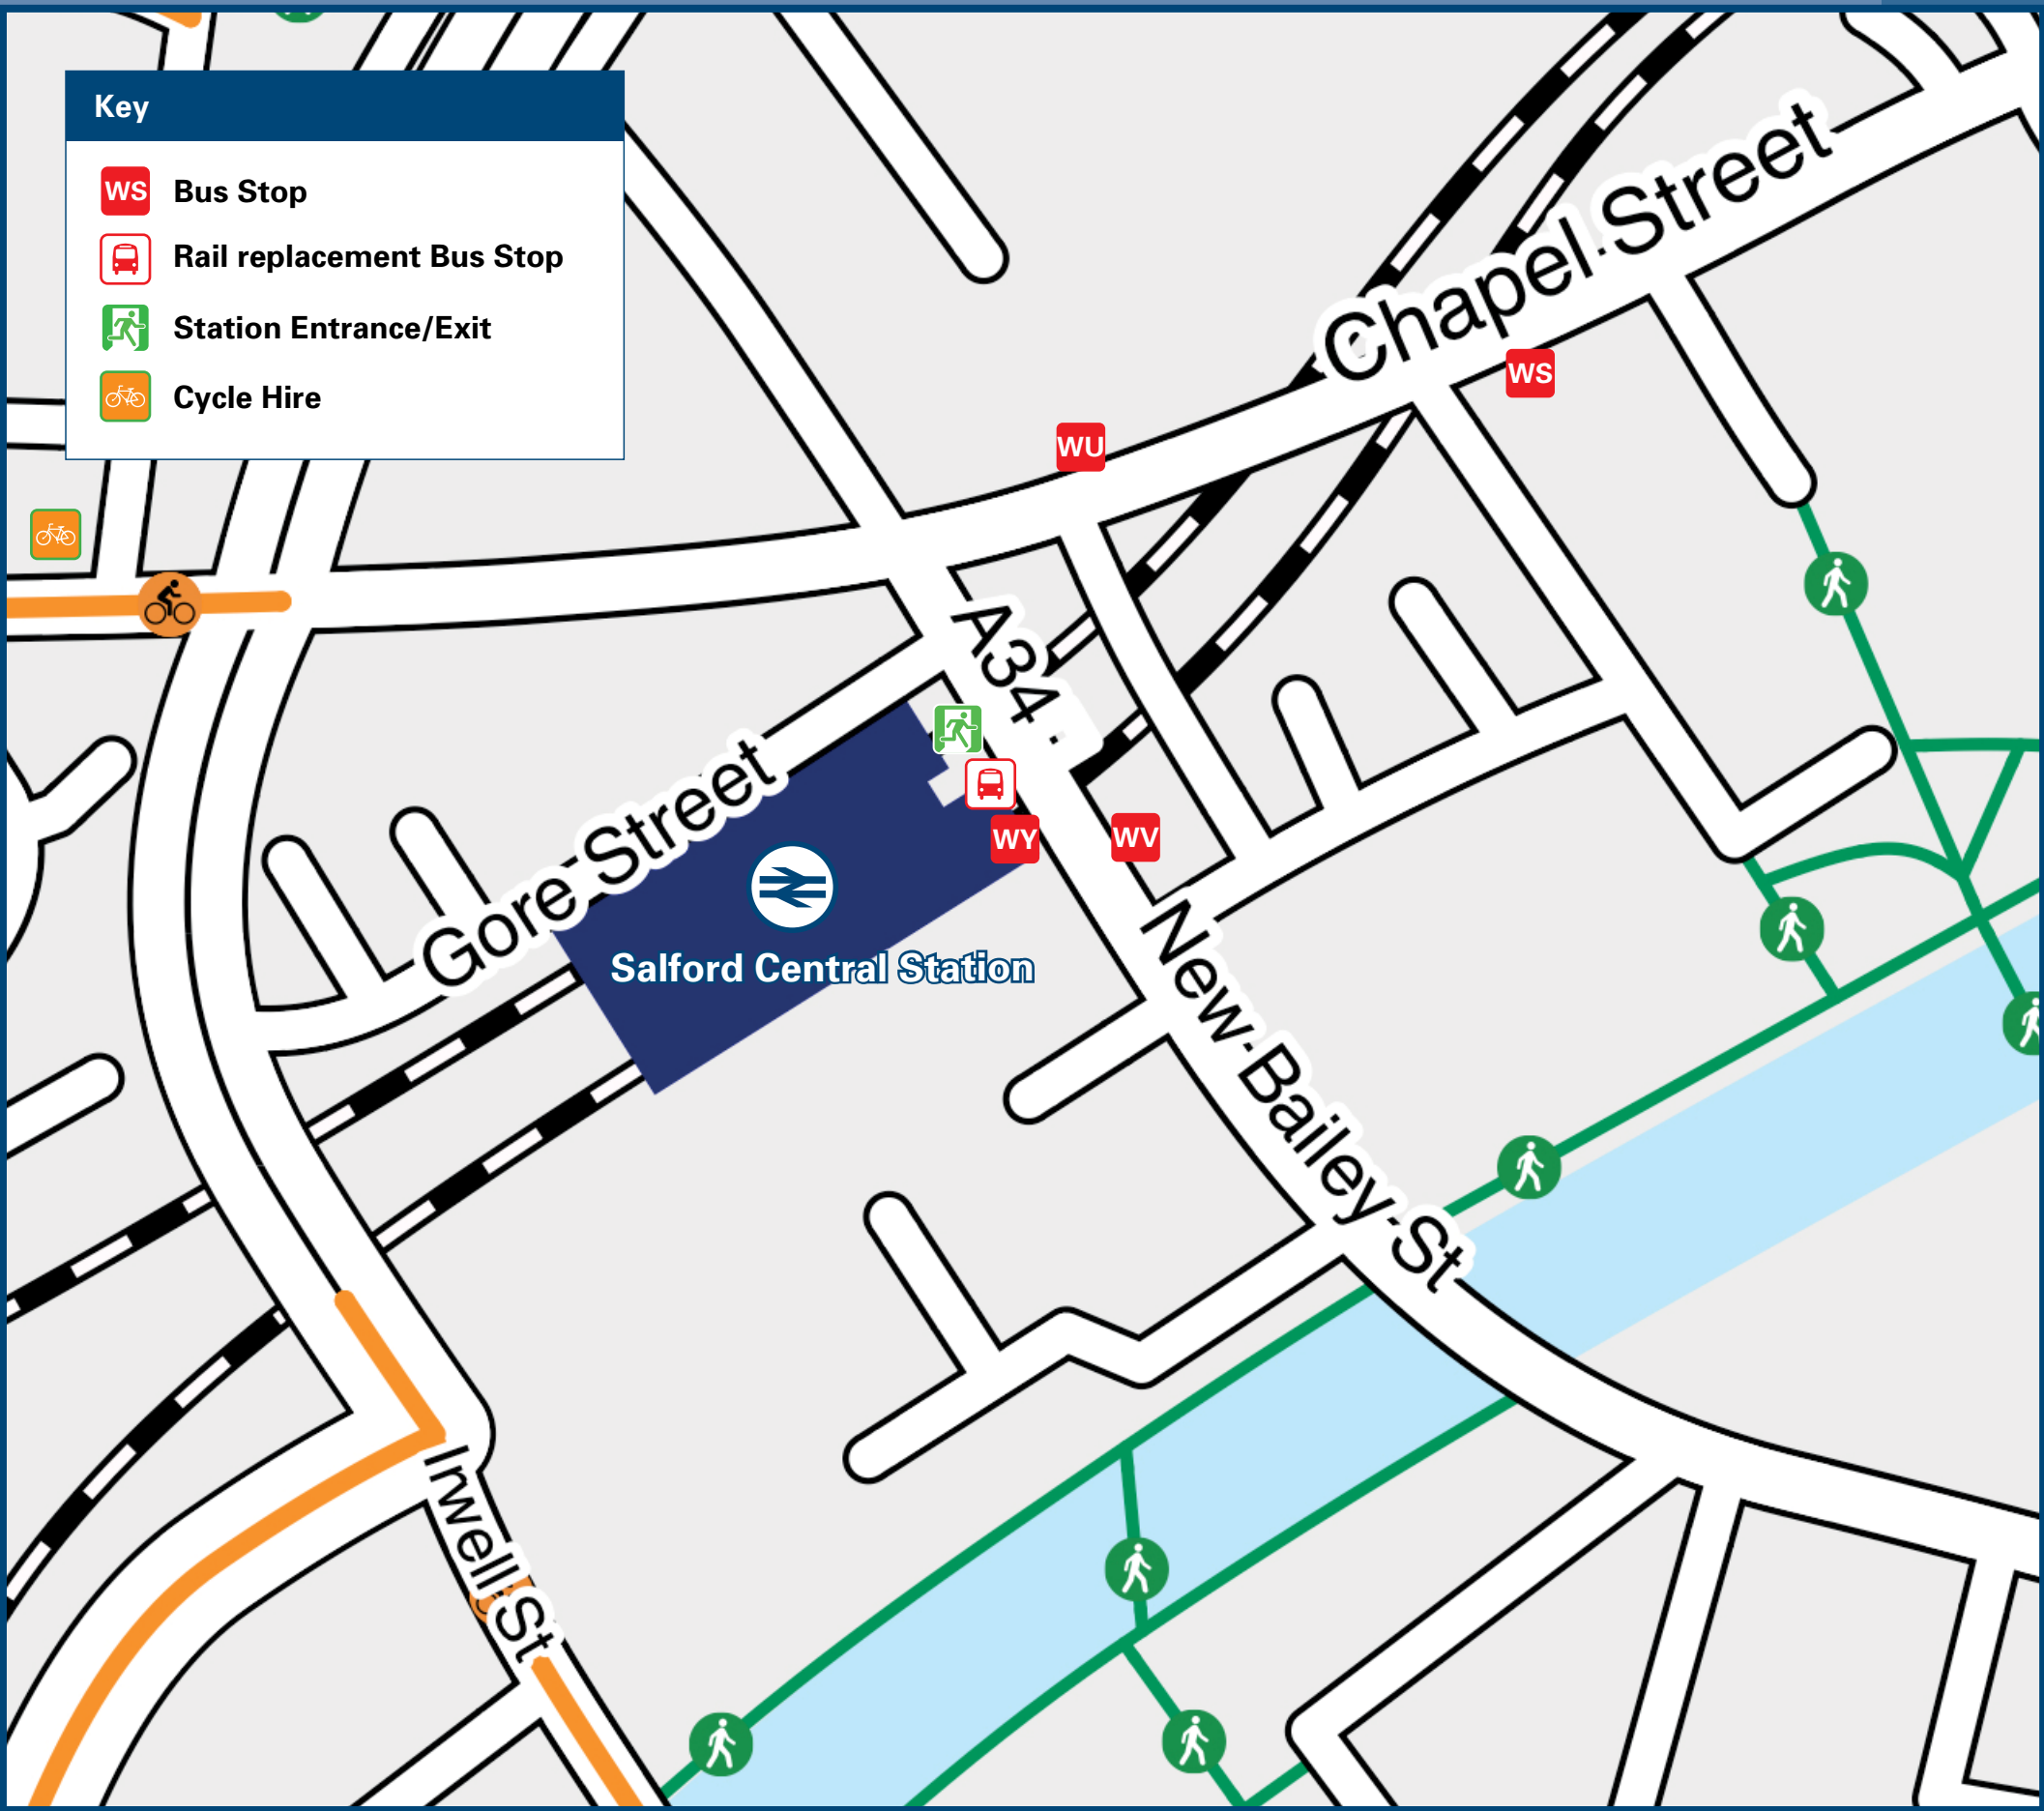 Key
WS Bus Stop
Rail replacement Bus Stop
Station Entrance/Exit
Cycle Hire
Chapel Street
WS
WU
A34
Gore Street
WY
WV
Salford Central Station
New Bailey St
Irwell St